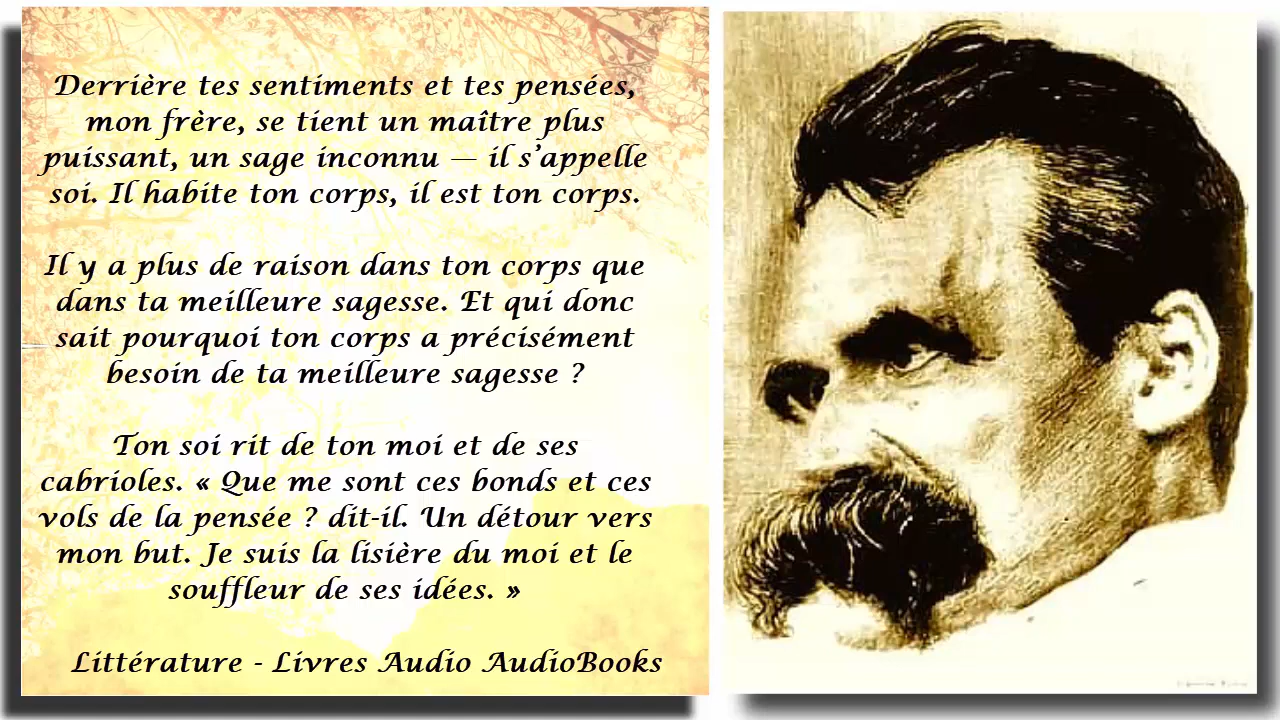 Derrière tes sentiments et tes pensées,
mon frère, se tient un maître plus
puissant, un sage inconnu — il s’appelle
soi. Il habite ton corps, il est ton corps.
Il y a plus de raison dans ton corps que
dans ta meilleure sagesse. Et qui donc
sait pourquoi ton corps a précisément
besoin de ta meilleure sagesse ?
Ton soi rit de ton moi et de ses
cabrioles. « Que me sont ces bonds et ces
vols de la pensée ? dit-il. Un détour vers
mon but. Je suis la lisière du moi et le
souffleur de ses idées. »
Littérature - Livres Audio AudioBooks